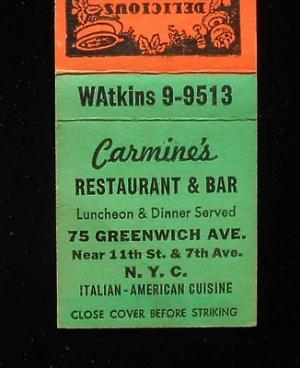 DELICIOUS
WAtkins 9-9513
Carmine's
RESTAURANT & BAR
Luncheon & Dinner Served
75 GREENWICH AVE.
Near 11th St. & 7th Ave.
N. Y. C.
ITALIAN-AMERICAN CUISINE
CLOSE COVER BEFORE STRIKING